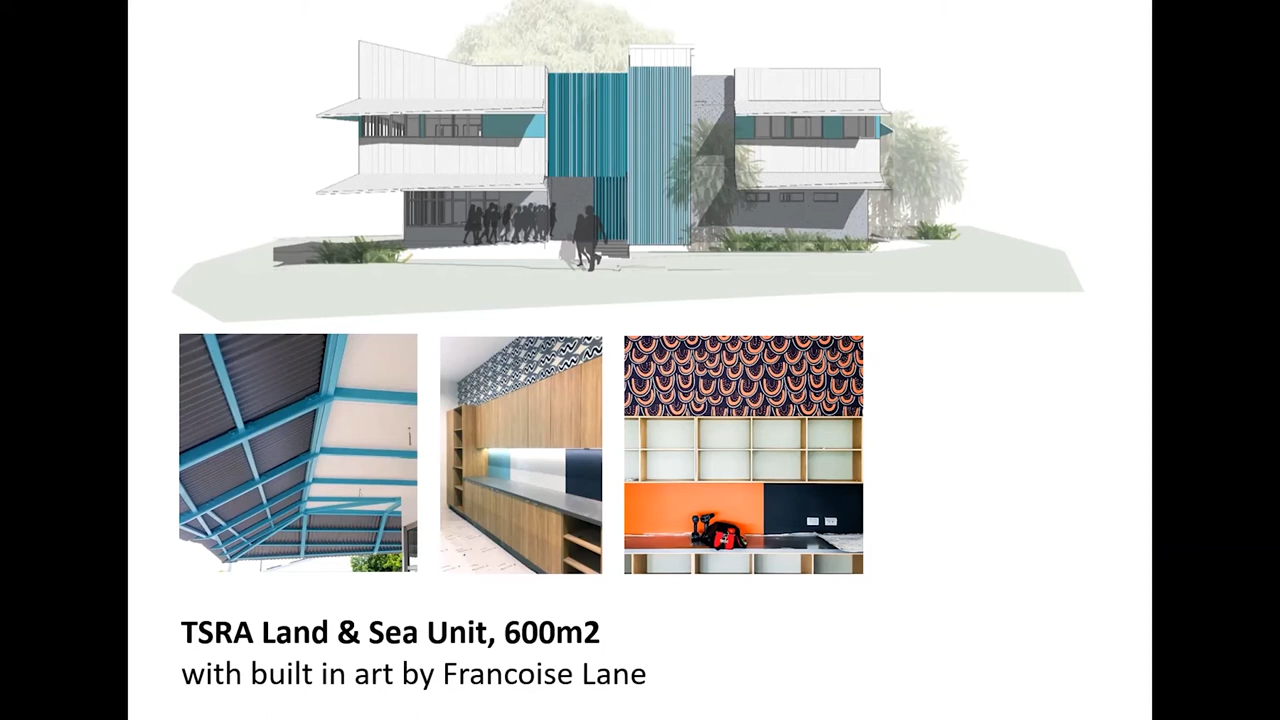 TSRA Land & Sea Unit, 600m2
with built in art by Francoise Lane